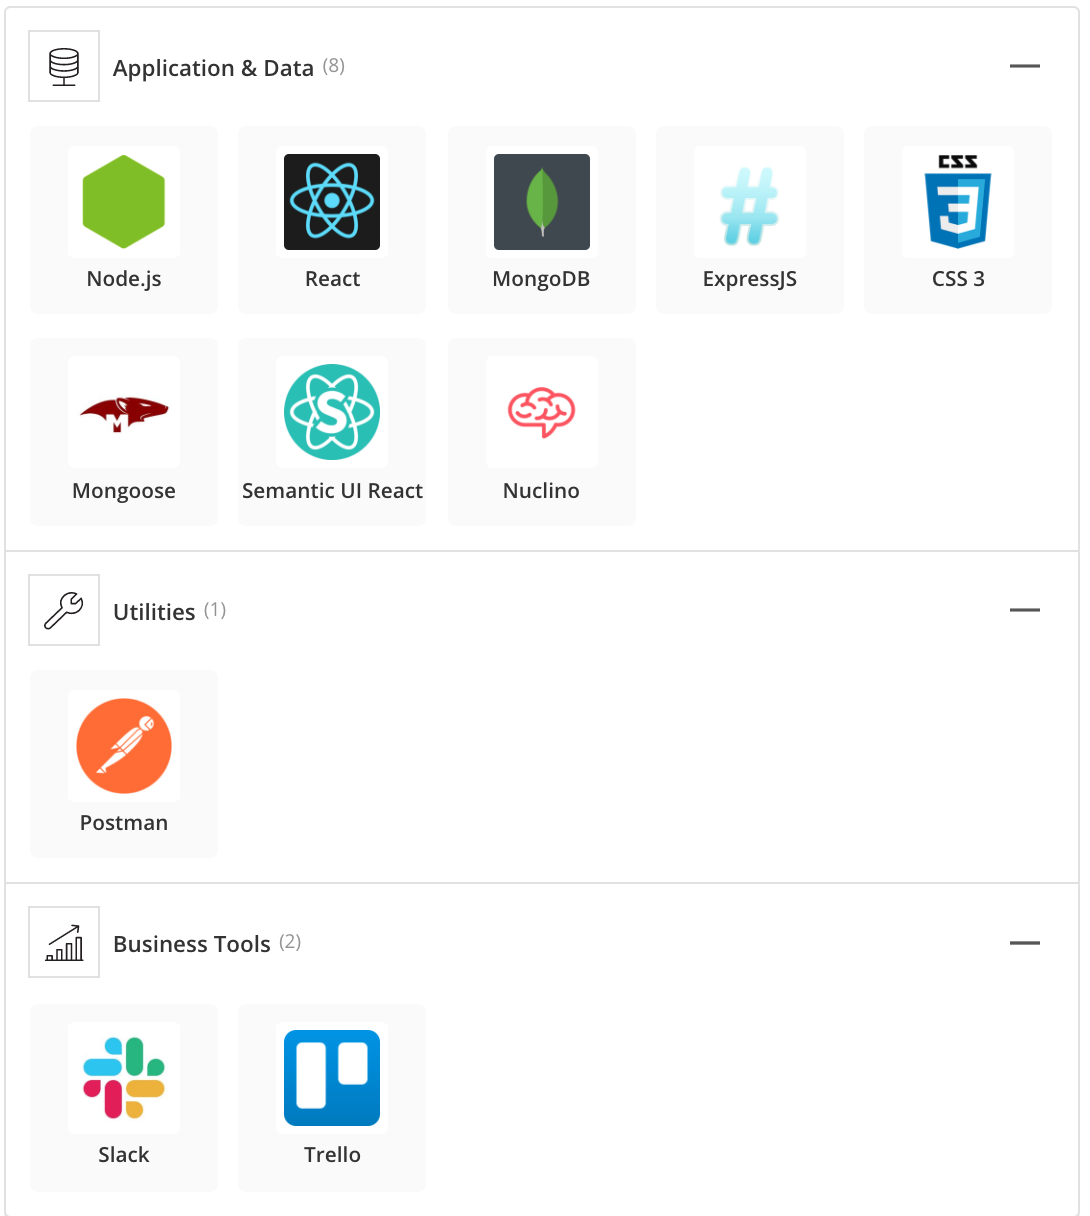 Application & Data (8)
Node.js
React
MongoDB
ExpressJS
CSS
3
CSS 3
M
Mongoose
S
Semantic UI React
Nuclino
Utilities (1)
Postman
Business Tools (2)
Slack
Trello